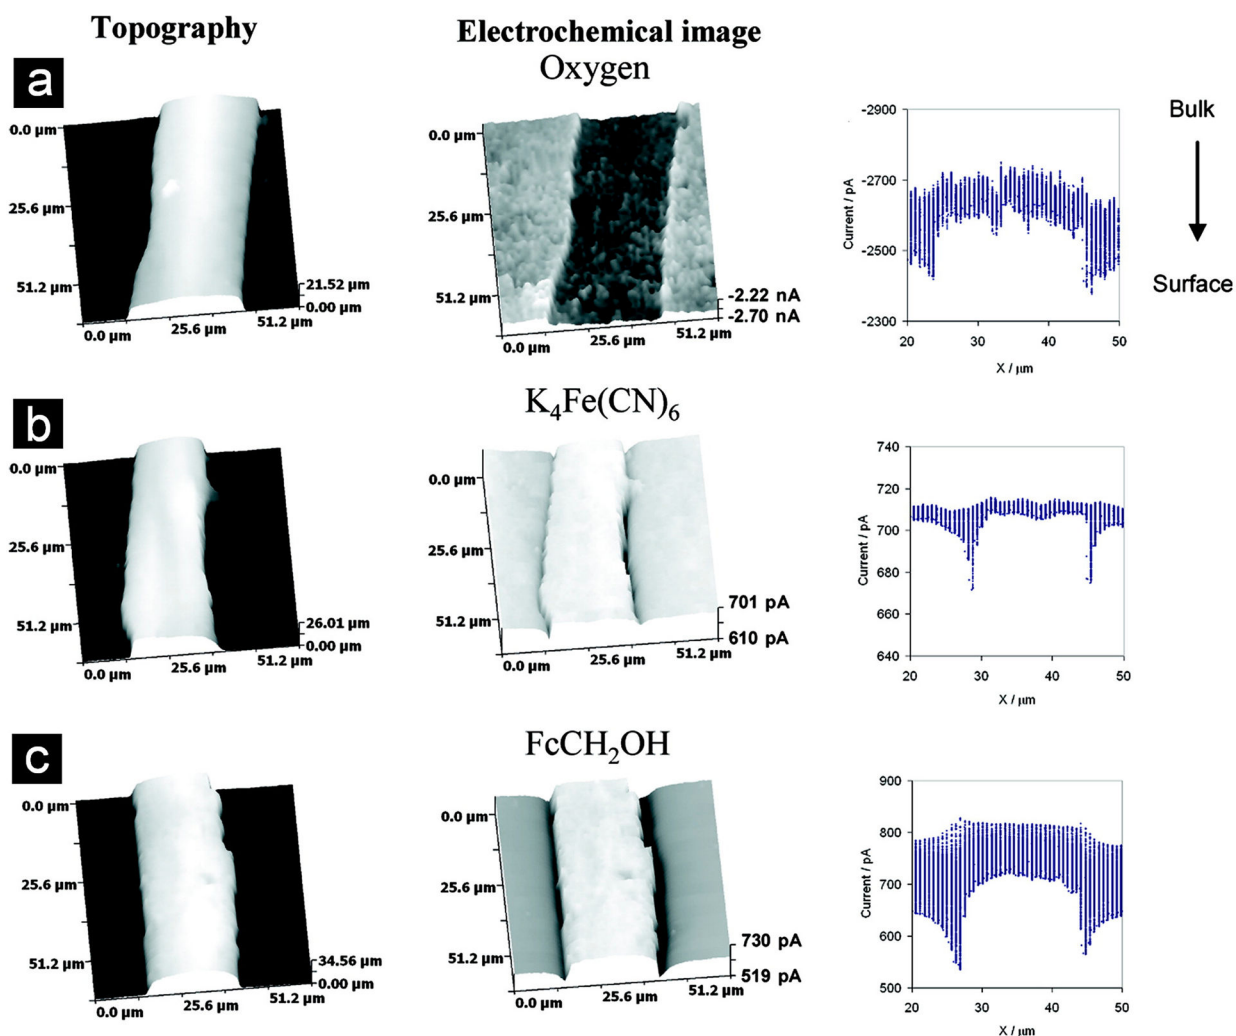 Topography
Electrochemical image
a
Oxygen
0.0 µm
25.6 µm
51.2 µm
0.0 µm
25.6 µm
51.2 µm
21.52 µm
0.00 µm
0.0 µm
25.6 µm
51.2 µm
0.0 µm
25.6 µm
51.2 µm
-2.22 nA
-2.70 nA
Current / pA
-2900
-2700
-2500
-2300
20 30 40 50
X / µm
Bulk
Surface
b
K₄Fe(CN)₆
0.0 µm
25.6 µm
51.2 µm
0.0 µm
25.6 µm
51.2 µm
26.01 µm
0.00 µm
0.0 µm
25.6 µm
51.2 µm
0.0 µm
25.6 µm
51.2 µm
701 pA
610 pA
Current / pA
740
720
700
680
660
640
20 30 40 50
X / µm
c
FcCH₂OH
0.0 µm
25.6 µm
51.2 µm
0.0 µm
25.6 µm
51.2 µm
34.56 µm
0.00 µm
0.0 µm
25.6 µm
51.2 µm
0.0 µm
25.6 µm
51.2 µm
730 pA
519 pA
Current / pA
900
800
700
600
500
20 30 40 50
X / µm